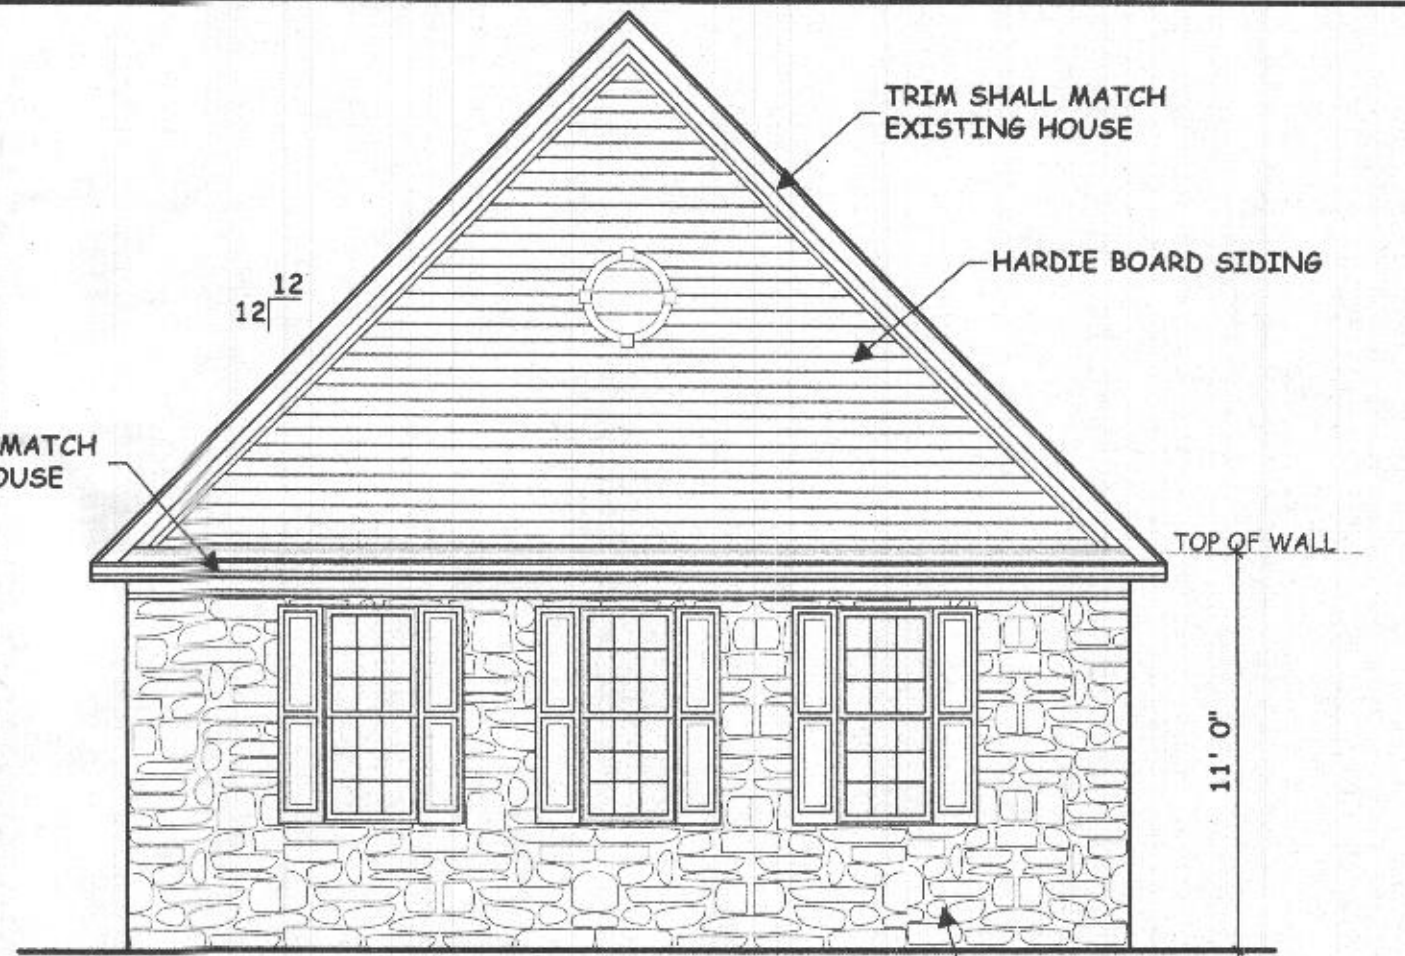 TRIM SHALL MATCH
EXISTING HOUSE
HARDIE BOARD SIDING
12
12
MATCH
OUSE
TOP OF WALL
11' 0"